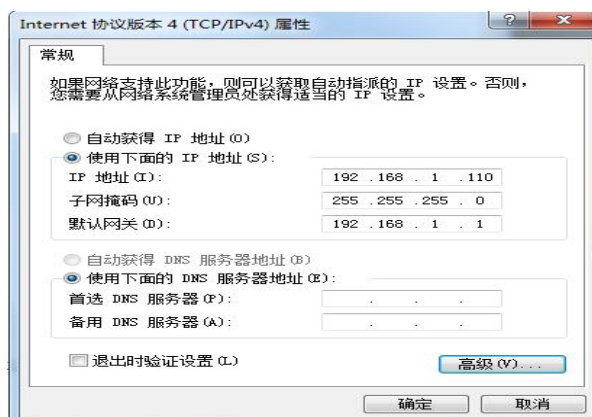 Internet 协议版本 4 (TCP/IPv4) 属性
常规
如果网络支持此功能，则可以获取自动指派的 IP 设置。否则，
您需要从网络系统管理员处获得适当的 IP 设置。
自动获得 IP 地址(O)
使用下面的 IP 地址(S):
IP 地址(I): 192 .168 . 1 .110
子网掩码(U): 255 .255 .255 . 0
默认网关(D): 192 .168 . 1 . 1
自动获得 DNS 服务器地址(B)
使用下面的 DNS 服务器地址(E):
首选 DNS 服务器(P): . . .
备用 DNS 服务器(A): . . .
退出时验证设置(L)
高级(V)...
确定 取消